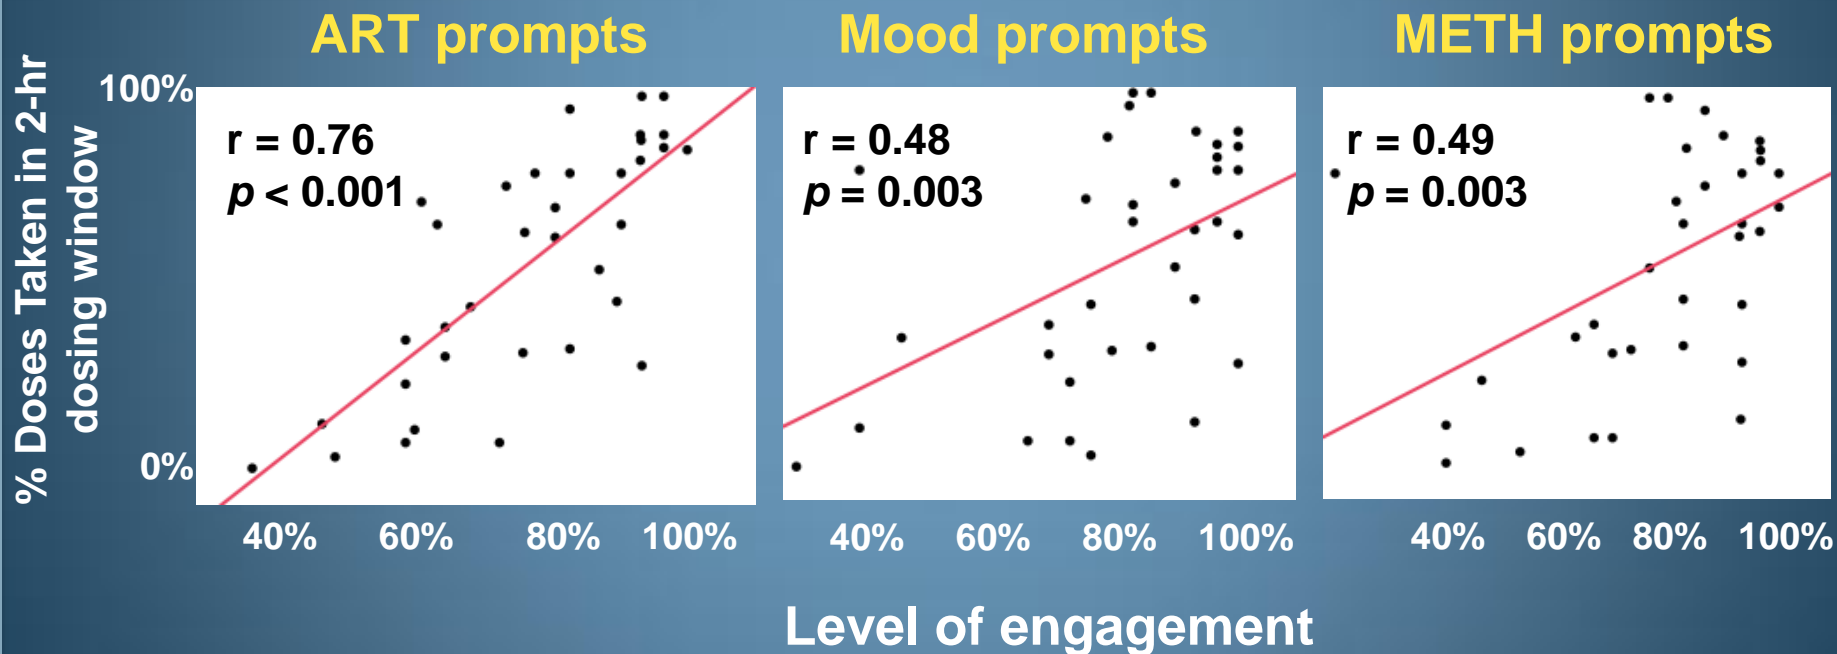 ART prompts
Mood prompts
METH prompts
% Doses Taken in 2-hr
dosing window
100%
0%
r = 0.76
p < 0.001
r = 0.48
p = 0.003
r = 0.49
p = 0.003
40% 60% 80% 100%
40% 60% 80% 100%
40% 60% 80% 100%
Level of engagement